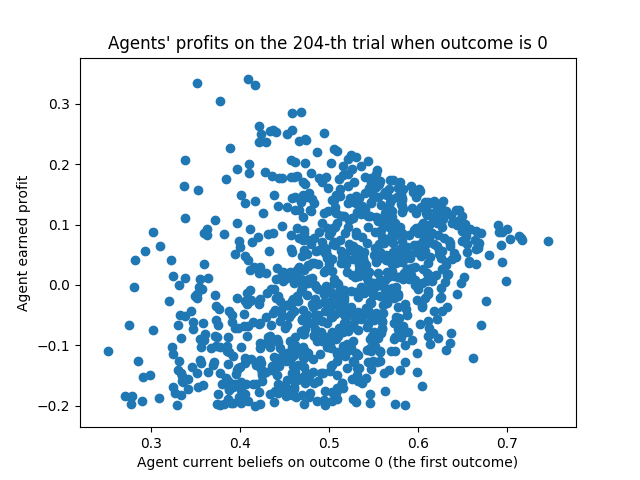 Agents' profits on the 204-th trial when outcome is 0
Agent earned profit
0.3
0.2
0.1
0.0
−0.1
−0.2
0.3 0.4 0.5 0.6 0.7
Agent current beliefs on outcome 0 (the first outcome)